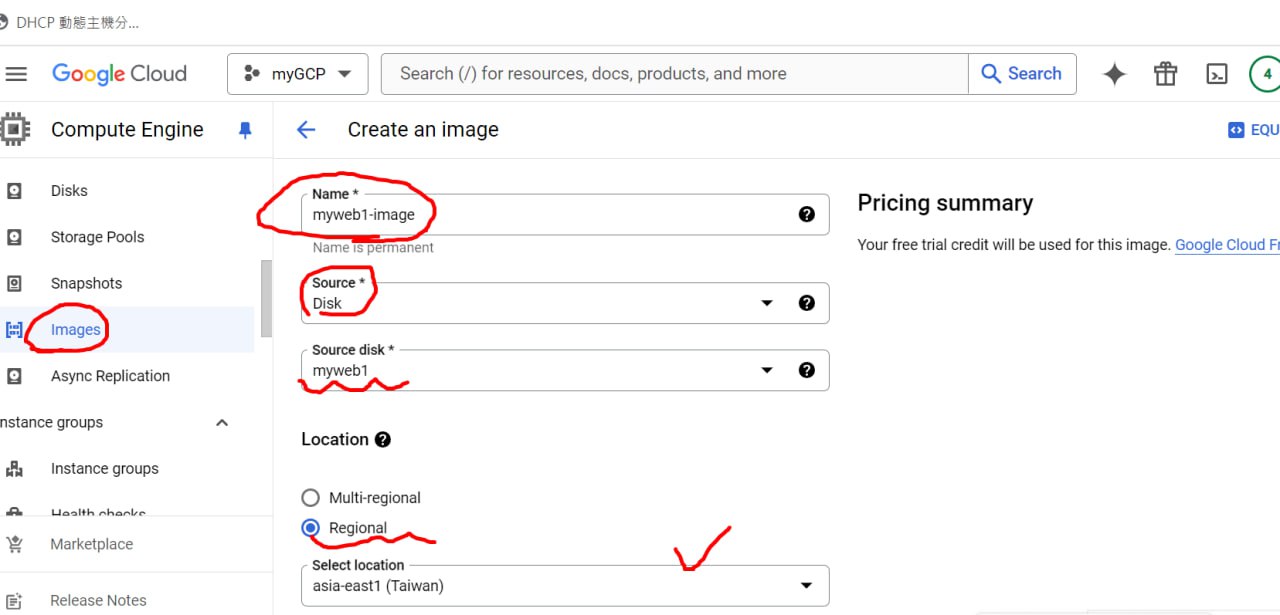 DHCP 動態主機分...
Google Cloud
myGCP
Search (/) for resources, docs, products, and more
Search
4
Compute Engine
Create an image
EQU
Disks
Storage Pools
Snapshots
Images
Async Replication
nstance groups
Instance groups
Health checks
Marketplace
Release Notes
Name *
myweb1-image
Name is permanent
Source *
Disk
Source disk *
myweb1
Location
Multi-regional
Regional
Select location
asia-east1 (Taiwan)
Pricing summary
Your free trial credit will be used for this image. Google Cloud Fr